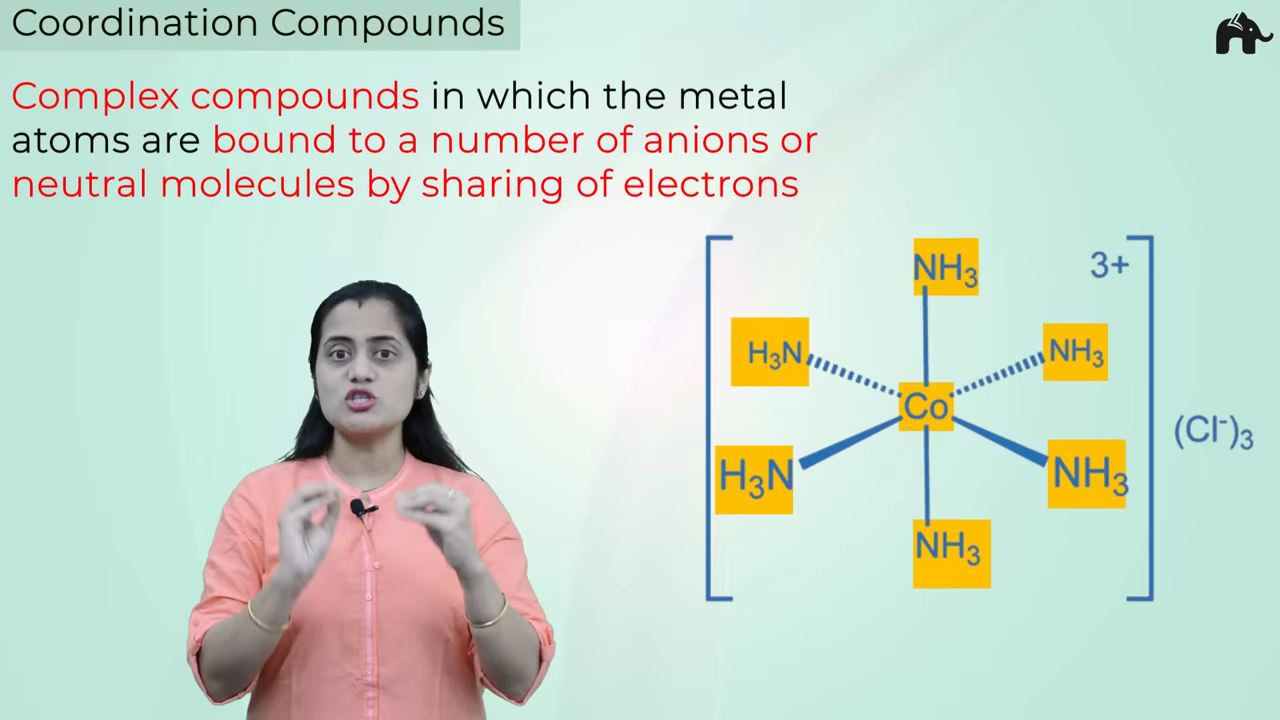 Coordination Compounds
Complex compounds in which the metal
atoms are bound to a number of anions or
neutral molecules by sharing of electrons
NH₃
3+
H₃N
NH₃
Co
(Cl⁻)₃
H₃N
NH₃
NH₃